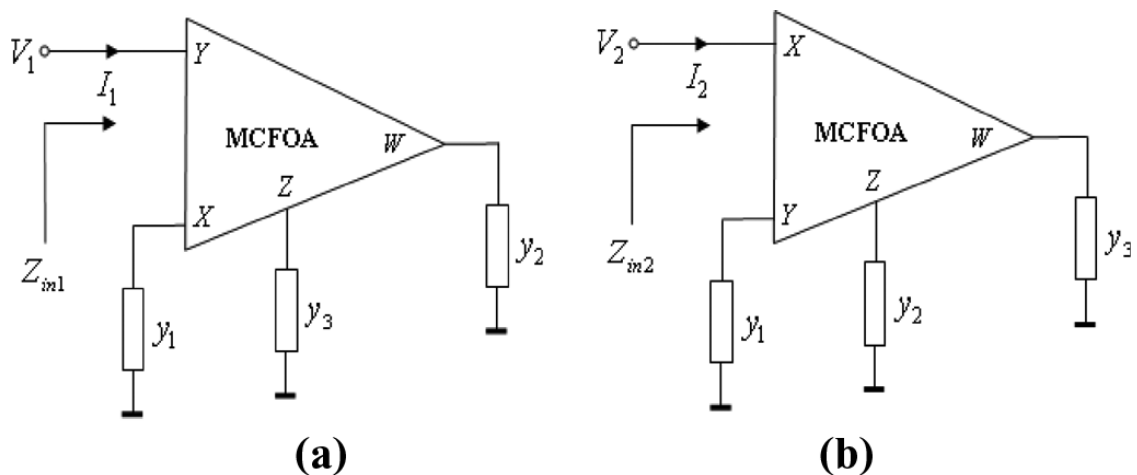 V1
I1
Y
MCFOA
W
Z
X
Zin1
y1
y3
y2
(a)
V2
I2
X
MCFOA
W
Z
Y
Zin2
y1
y2
y3
(b)